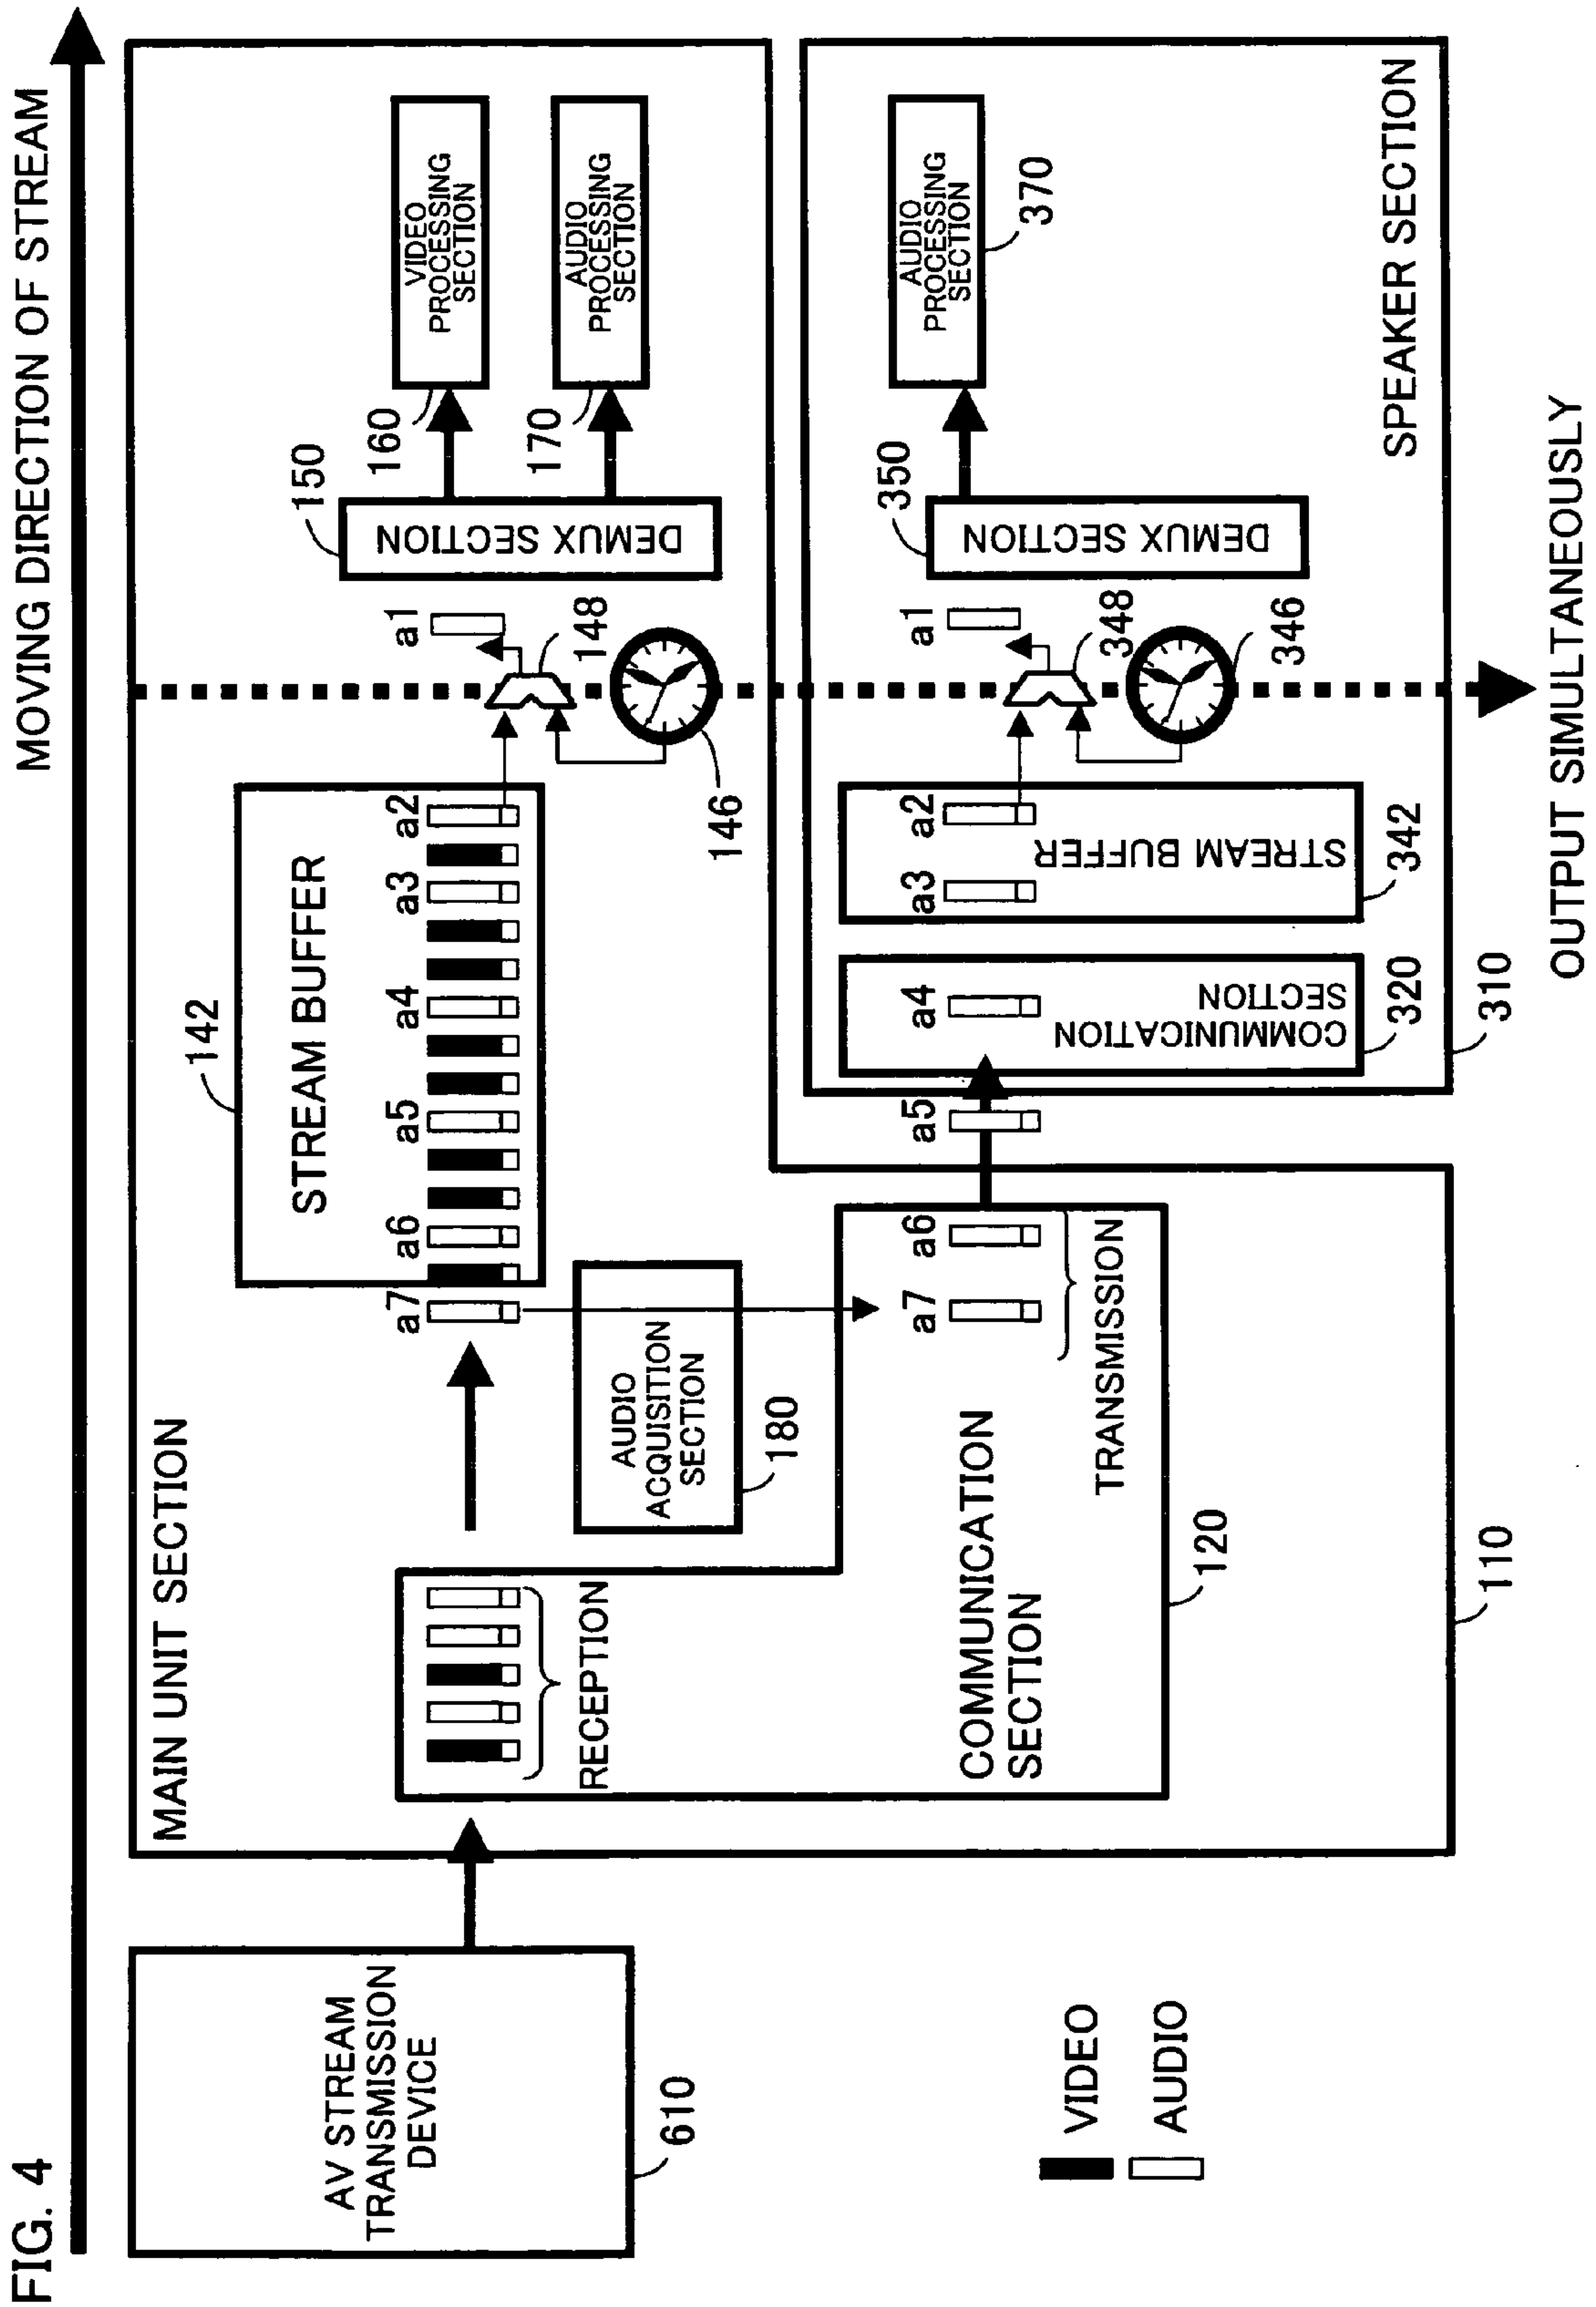 FIG. 4
MOVING DIRECTION OF STREAM
AV STREAM
TRANSMISSION
DEVICE
610
MAIN UNIT SECTION
142
STREAM BUFFER
a7
a6
a5
a4
a3
a2
a1
150
DEMUX SECTION
160
VIDEO
PROCESSING
SECTION
170
AUDIO
PROCESSING
SECTION
148
146
RECEPTION
AUDIO
ACQUISITION
SECTION
180
COMMUNICATION
SECTION
120
a7
a6
TRANSMISSION
110
a5
a4
COMMUNICATION
SECTION
320
310
a3
a2
STREAM BUFFER
342
a1
348
346
350
DEMUX SECTION
AUDIO
PROCESSING
SECTION
370
SPEAKER SECTION
OUTPUT SIMULTANEOUSLY
VIDEO
AUDIO